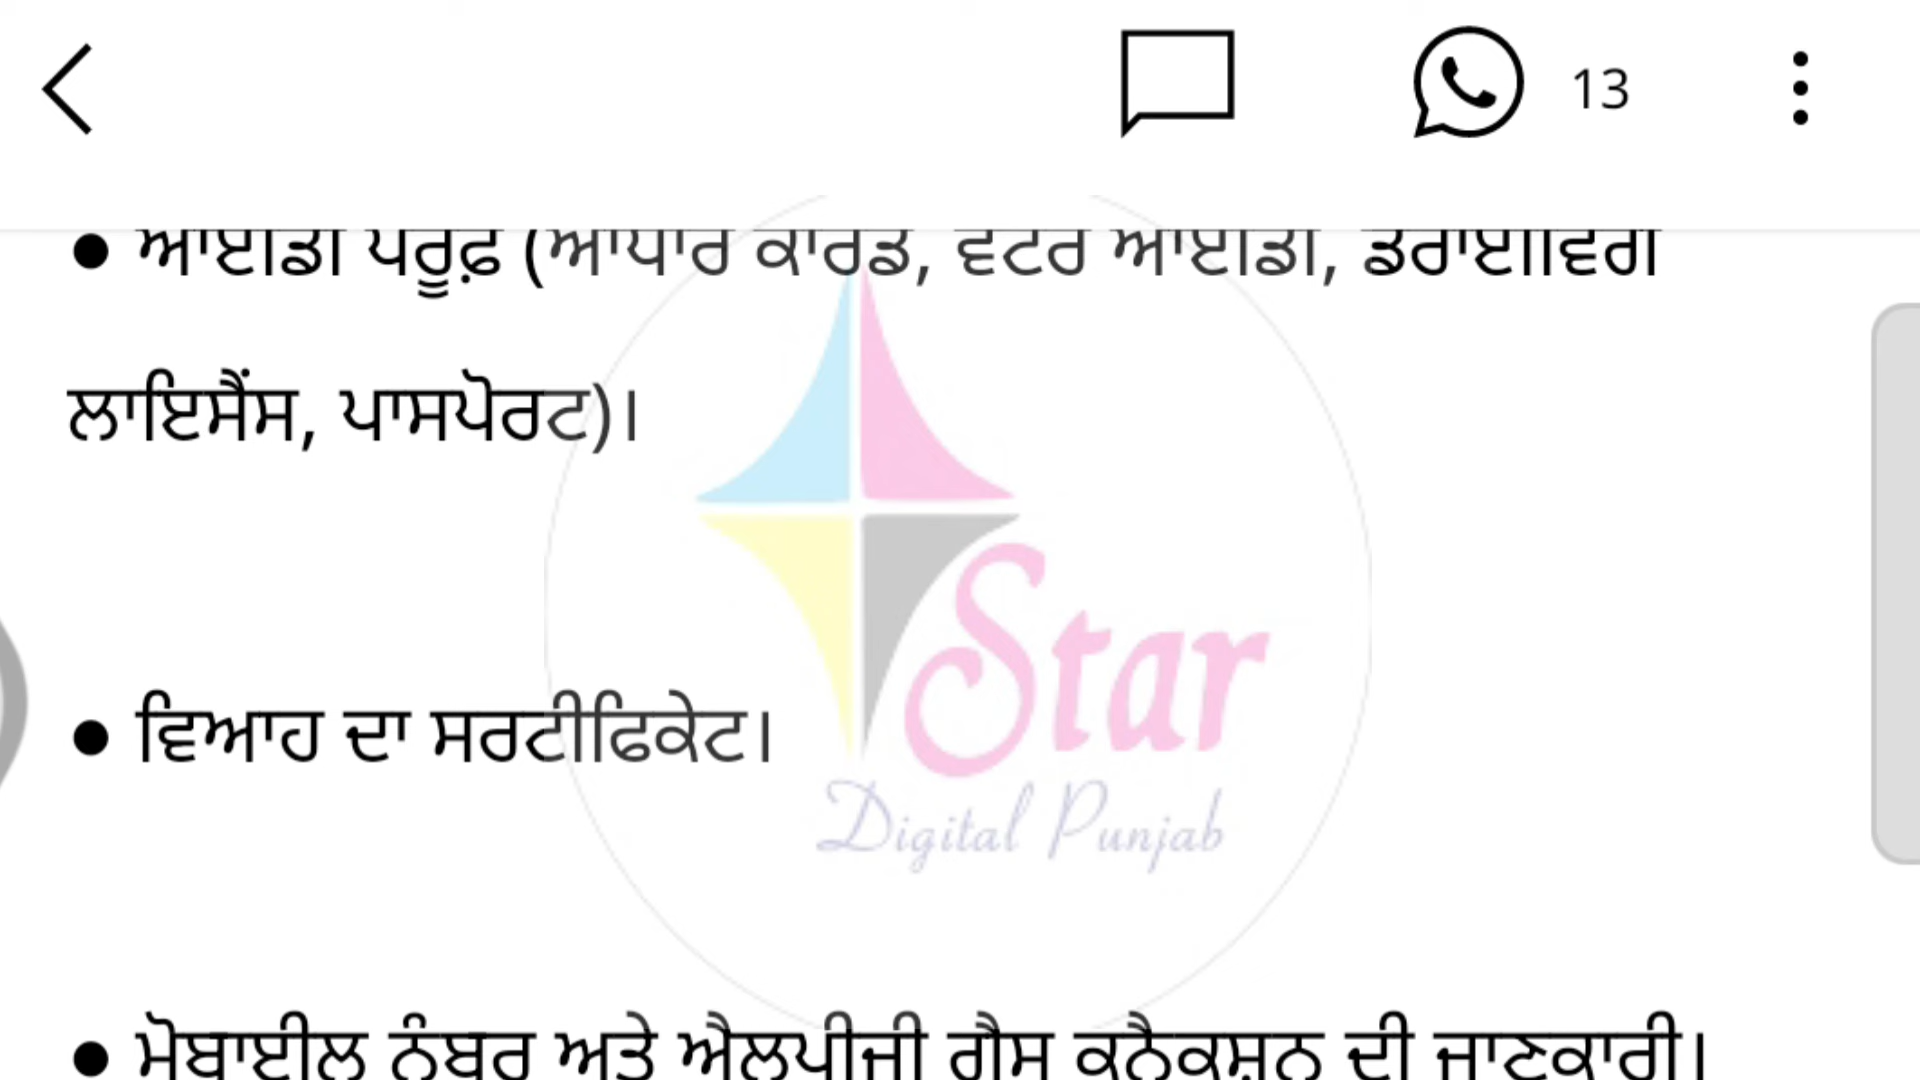 13
• ਆਈਡੀ ਪਰੂਫ਼ (ਆਧਾਰ ਕਾਰਡ, ਵੋਟਰ ਆਈਡੀ, ਡਰਾਈਵਿੰਗ
ਲਾਇਸੈਂਸ, ਪਾਸਪੋਰਟ)।
Star
• ਵਿਆਹ ਦਾ ਸਰਟੀਫਿਕੇਟ।
Digital Punjab
• ਮੋਬਾਈਲ ਨੰਬਰ ਅਤੇ ਐਲਪੀਜੀ ਗੈਸ ਕਨੈਕਸ਼ਨ ਦੀ ਜਾਣਕਾਰੀ।